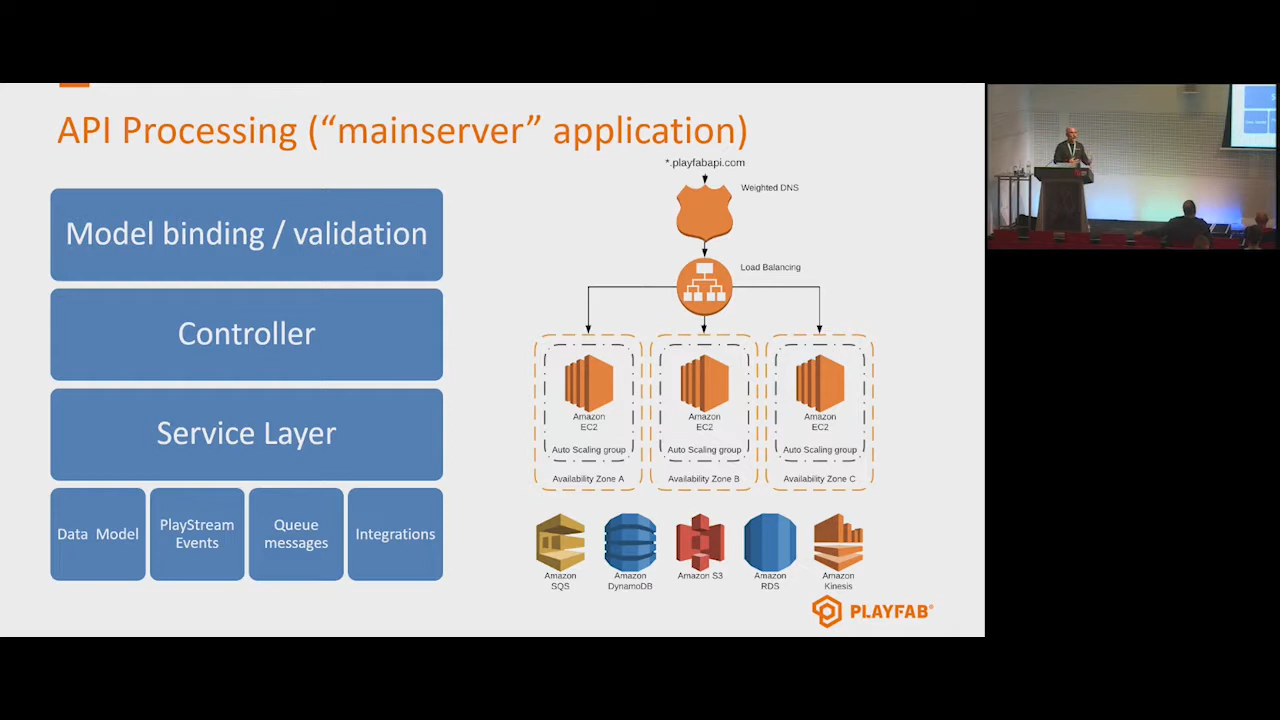 API Processing (“mainserver” application)
Model binding / validation
Controller
Service Layer
Data Model
PlayStream
Events
Queue
messages
Integrations
*.playfabapi.com
Weighted DNS
Load Balancing
Amazon
EC2
Auto Scaling group
Availability Zone A
Amazon
EC2
Auto Scaling group
Availability Zone B
Amazon
EC2
Auto Scaling group
Availability Zone C
Amazon
SQS
Amazon
DynamoDB
Amazon S3
Amazon
RDS
Amazon
Kinesis
PLAYFAB®